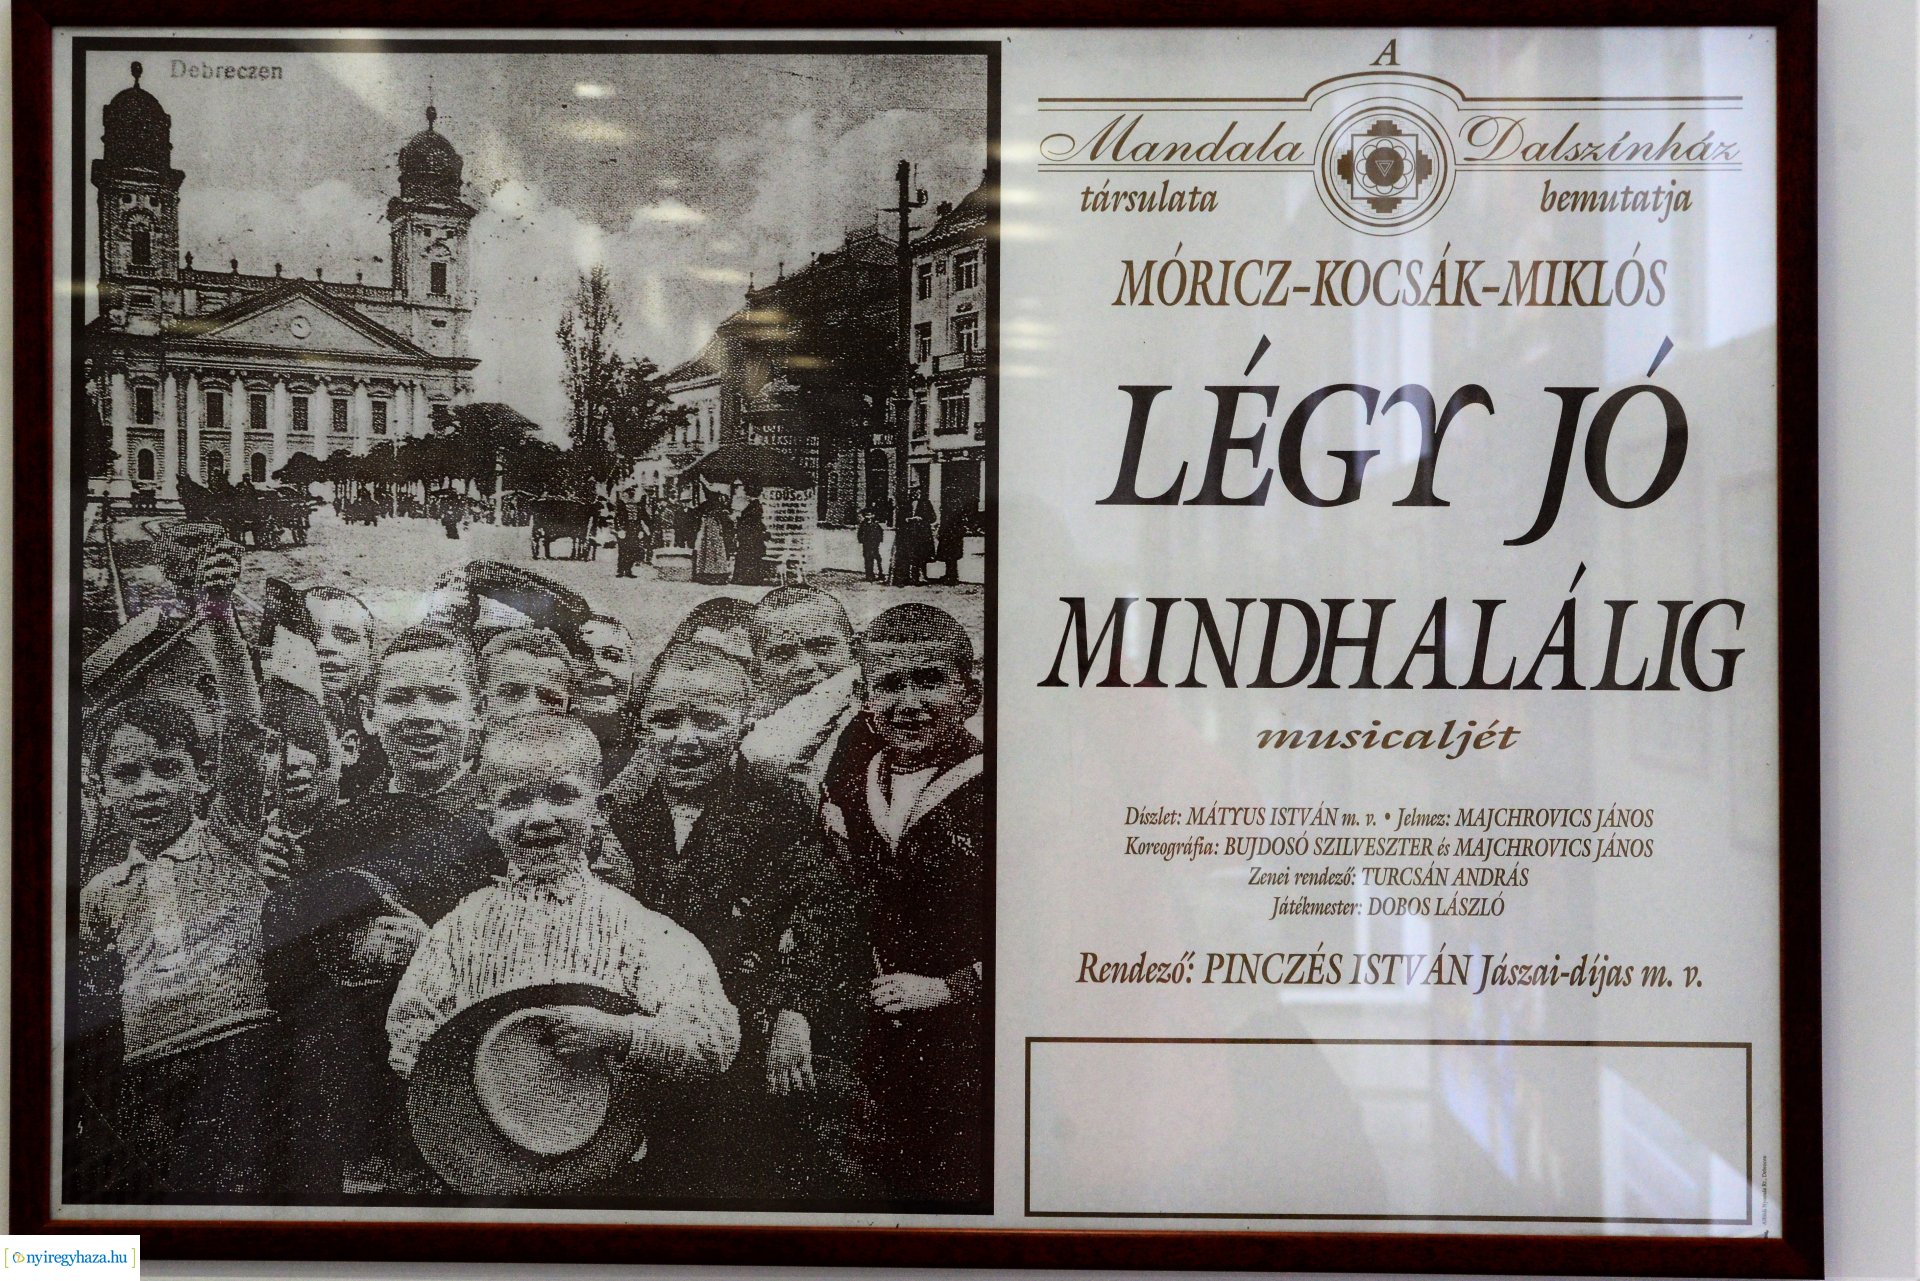 Debreczen
A
Mandala Dalszínház
társulata bemutatja
MÓRICZ-KOCSÁK-MIKLÓS
LÉGY JÓ
MINDHALÁLIG
musicaljét
Díszlet: MÁTYUS ISTVÁN m. v. • Jelmez: MAJCHROVICS JÁNOS
Koreográfia: BUJDOSÓ SZILVESZTER és MAJCHROVICS JÁNOS
Zenei rendező: TURCSÁN ANDRÁS
Játékmester: DOBOS LÁSZLÓ
Rendező: PINCZÉS ISTVÁN Jászai-díjas m. v.
nyiregyhaza.hu